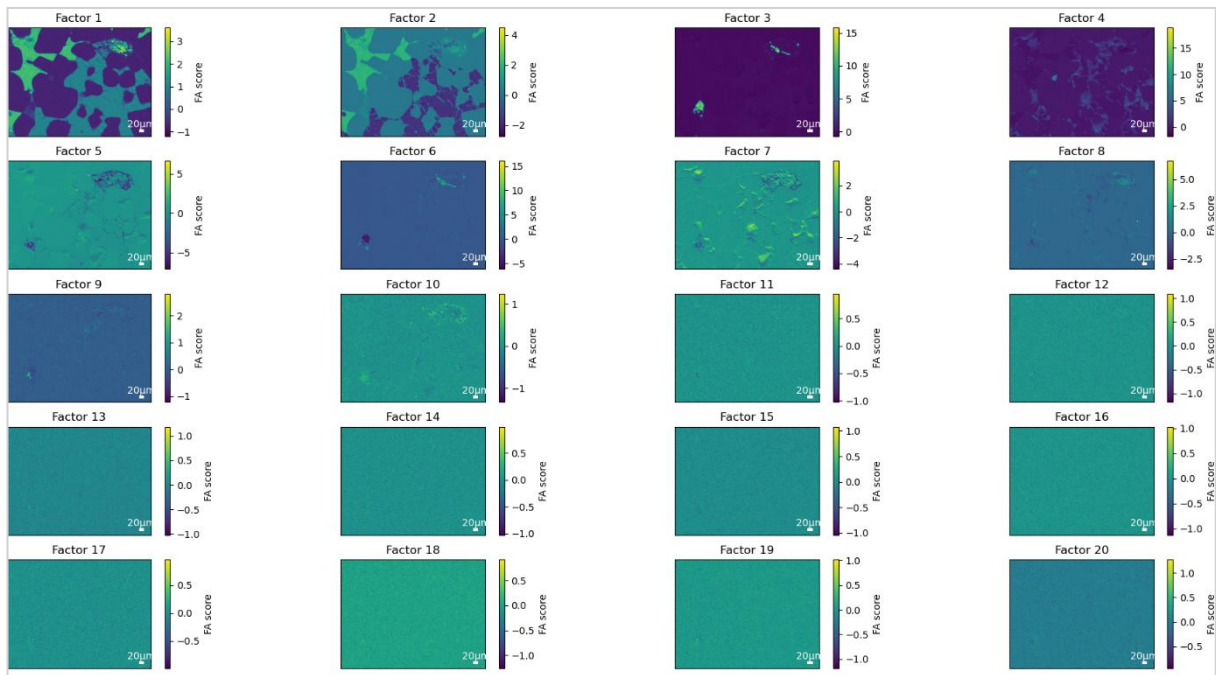 Factor 1 Factor 2 Factor 3 Factor 4
3 2 1 0 −1 FA score 20μm
4 2 0 −2 FA score 20μm
15 10 5 0 FA score 20μm
15 10 5 0 FA score 20μm
Factor 5 Factor 6 Factor 7 Factor 8
5 0 −5 FA score 20μm
15 10 5 0 −5 FA score 20μm
2 0 −2 −4 FA score 20μm
5.0 2.5 0.0 −2.5 FA score 20μm
Factor 9 Factor 10 Factor 11 Factor 12
2 1 0 −1 FA score 20μm
1 0 −1 FA score 20μm
0.5 0.0 −0.5 −1.0 FA score 20μm
1.0 0.5 0.0 −0.5 −1.0 FA score 20μm
Factor 13 Factor 14 Factor 15 Factor 16
1.0 0.5 0.0 −0.5 −1.0 FA score 20μm
0.5 0.0 −0.5 −1.0 FA score 20μm
1.0 0.5 0.0 −0.5 −1.0 FA score 20μm
1.0 0.5 0.0 −0.5 −1.0 FA score 20μm
Factor 17 Factor 18 Factor 19 Factor 20
0.5 0.0 −0.5 FA score 20μm
0.5 0.0 −0.5 −1.0 FA score 20μm
1.0 0.5 0.0 −0.5 −1.0 FA score 20μm
1.0 0.5 0.0 −0.5 FA score 20μm